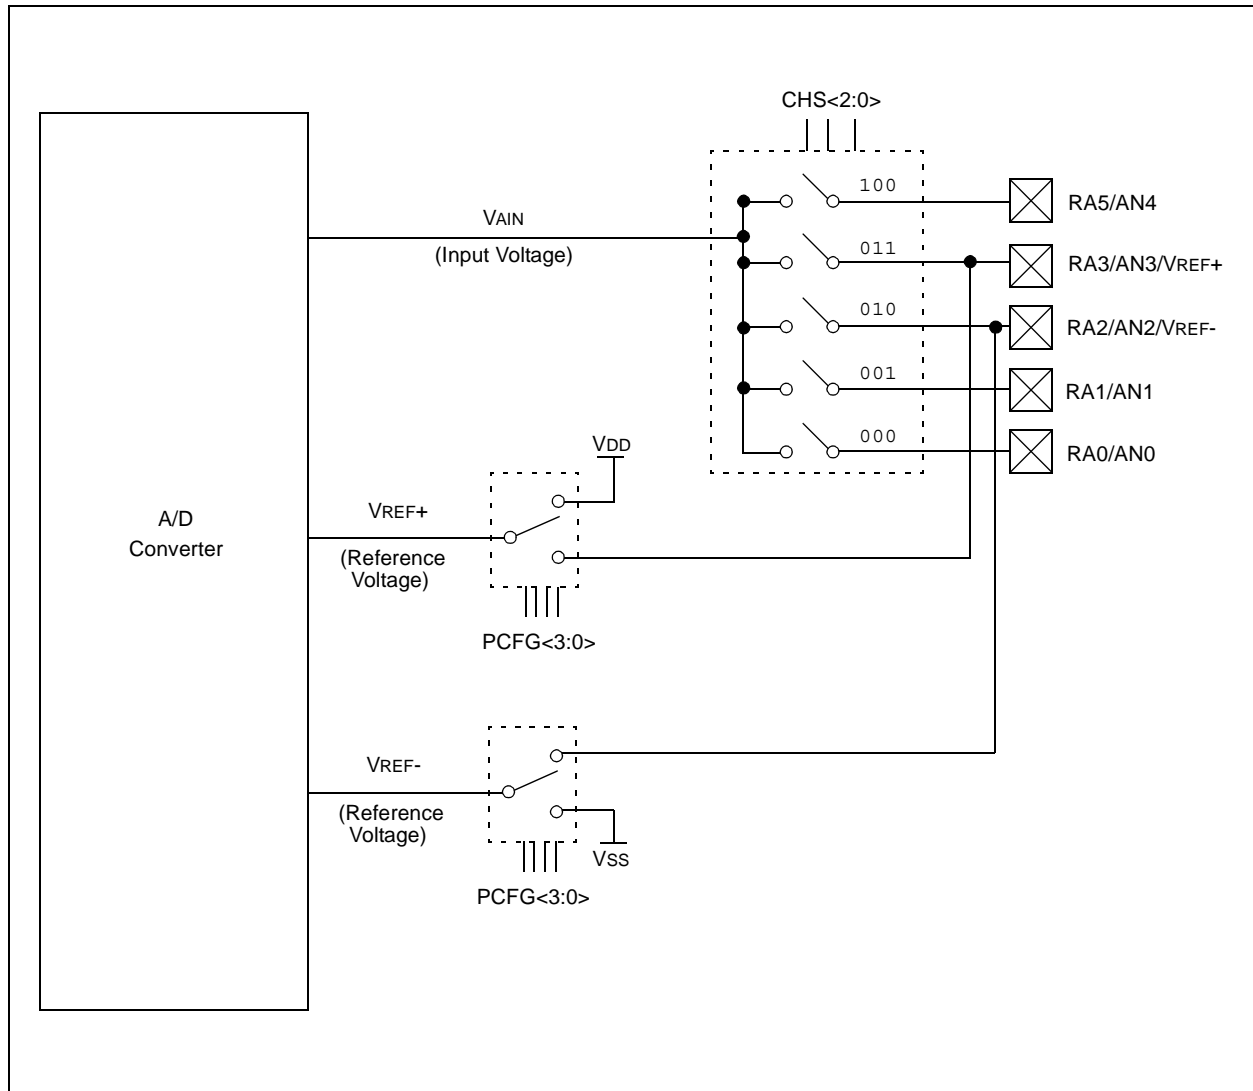 CHS<2:0>
100
RA5/AN4
VAIN
(Input Voltage)
011
RA3/AN3/VREF+
010
RA2/AN2/VREF-
001
RA1/AN1
000
RA0/AN0
VDD
A/D
Converter
VREF+
(Reference
Voltage)
PCFG<3:0>
VREF-
(Reference
Voltage)
VSS
PCFG<3:0>